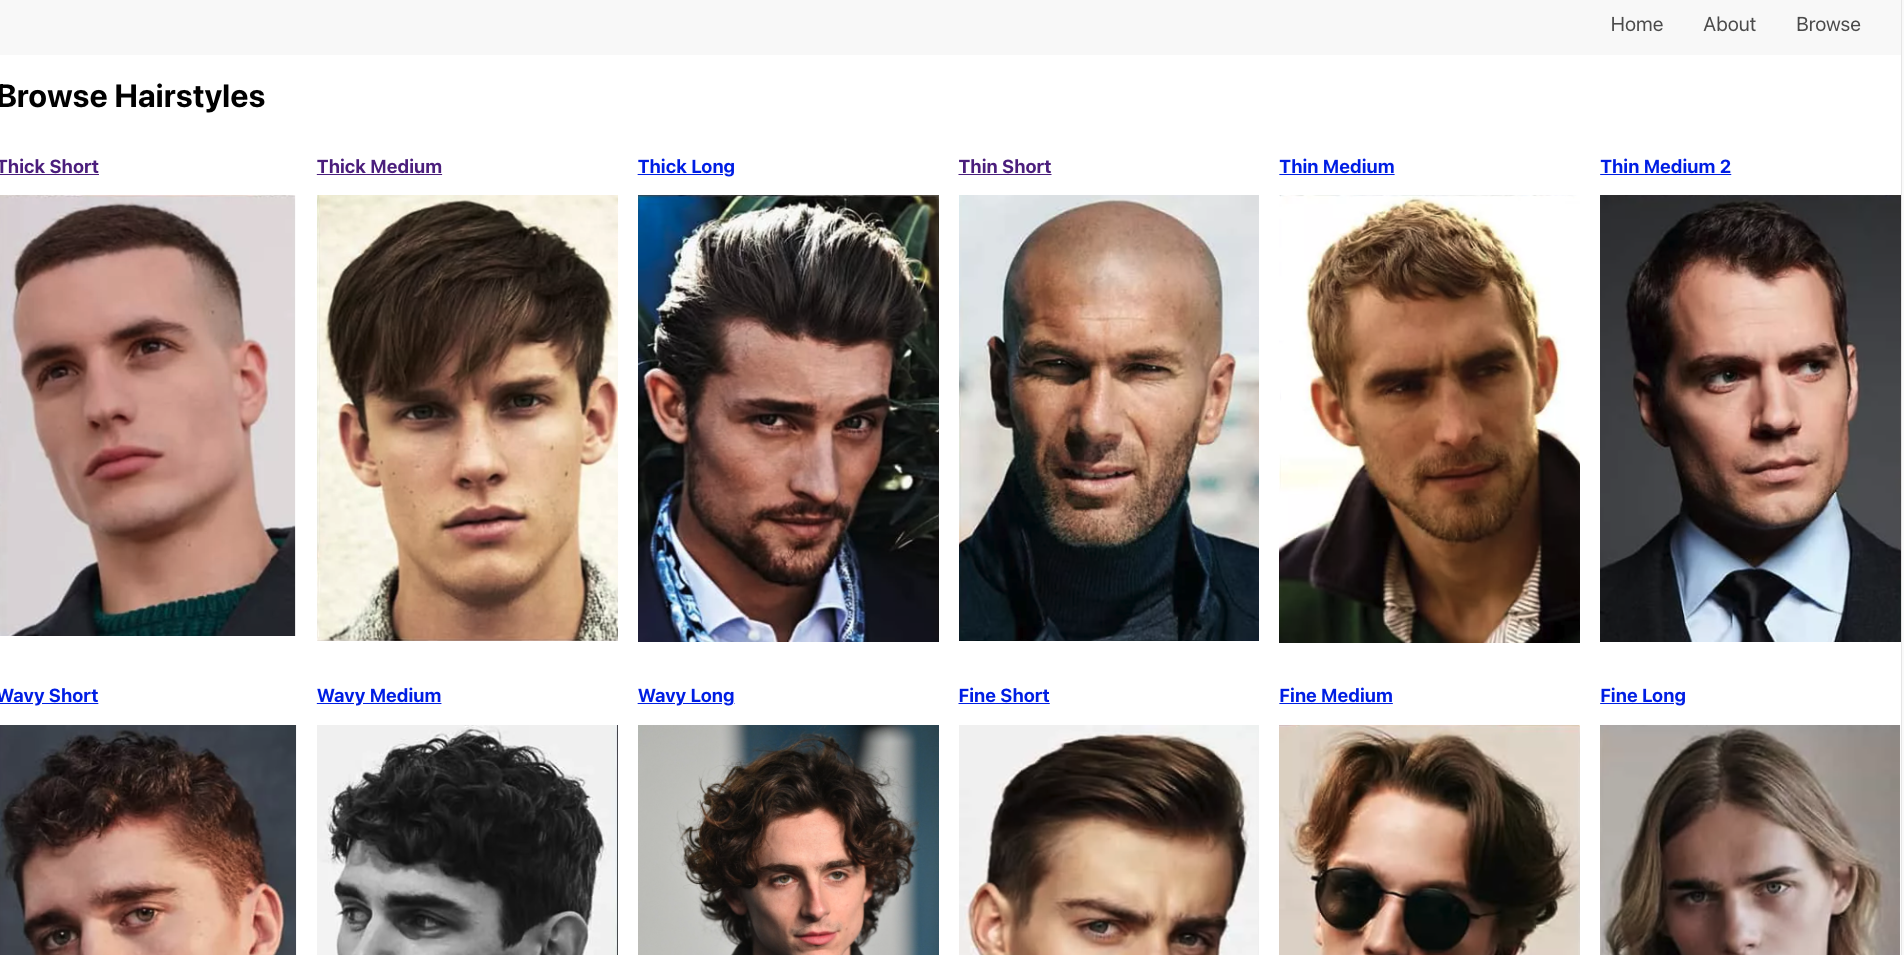 Home About Browse
Browse Hairstyles
Thick Short Thick Medium Thick Long Thin Short Thin Medium Thin Medium 2
Wavy Short Wavy Medium Wavy Long Fine Short Fine Medium Fine Long